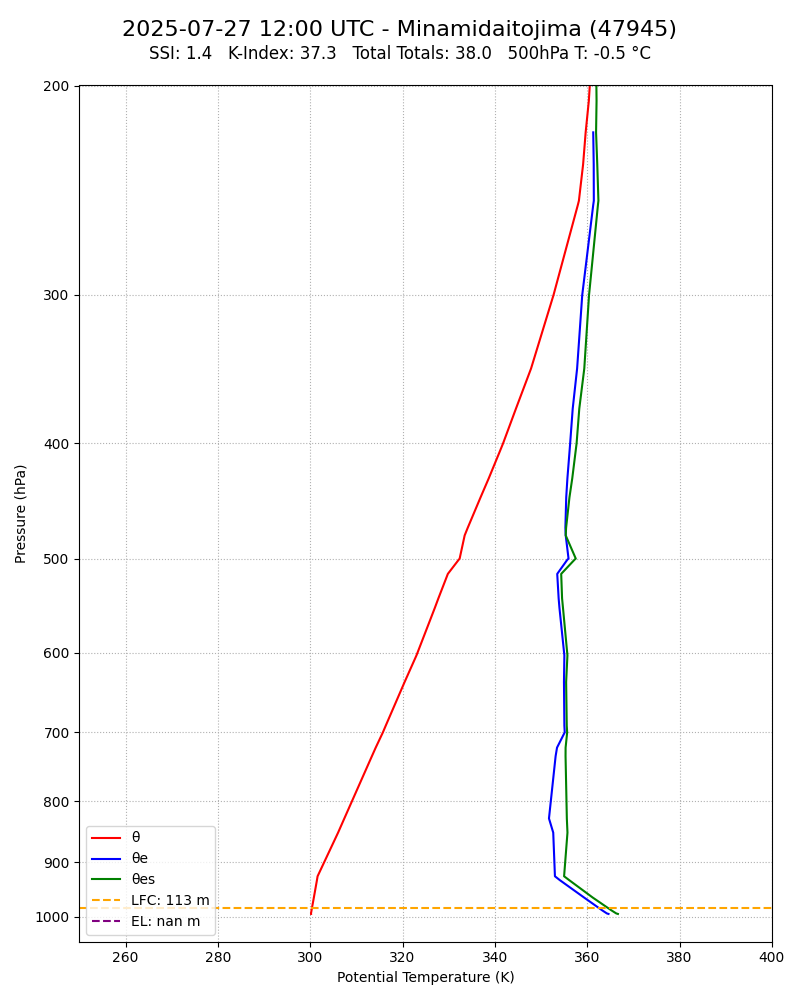 2025-07-27 12:00 UTC - Minamidaitojima (47945)
SSI: 1.4   K-Index: 37.3   Total Totals: 38.0   500hPa T: -0.5 °C
200
300
400
500
600
700
800
900
1000
Pressure (hPa)
θ
θe
θes
LFC: 113 m
EL: nan m
260 280 300 320 340 360 380 400
Potential Temperature (K)